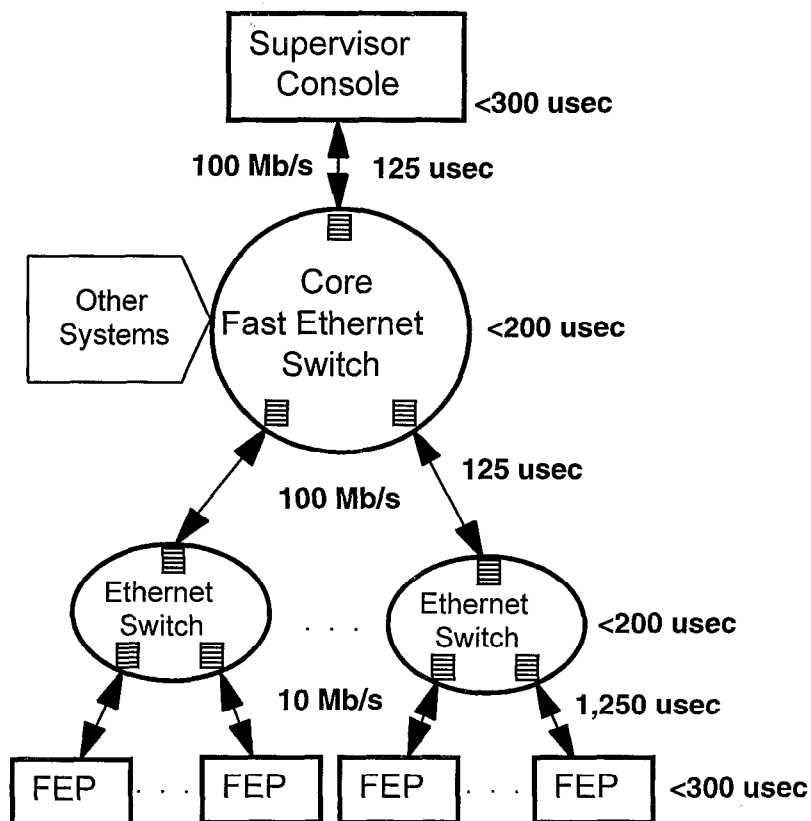 Supervisor
Console
<300 usec
100 Mb/s
125 usec
Other
Systems
Core
Fast Ethernet
Switch
<200 usec
125 usec
100 Mb/s
Ethernet
Switch
. . .
Ethernet
Switch
<200 usec
10 Mb/s
1,250 usec
FEP
. . .
FEP
FEP
. . .
FEP
<300 usec